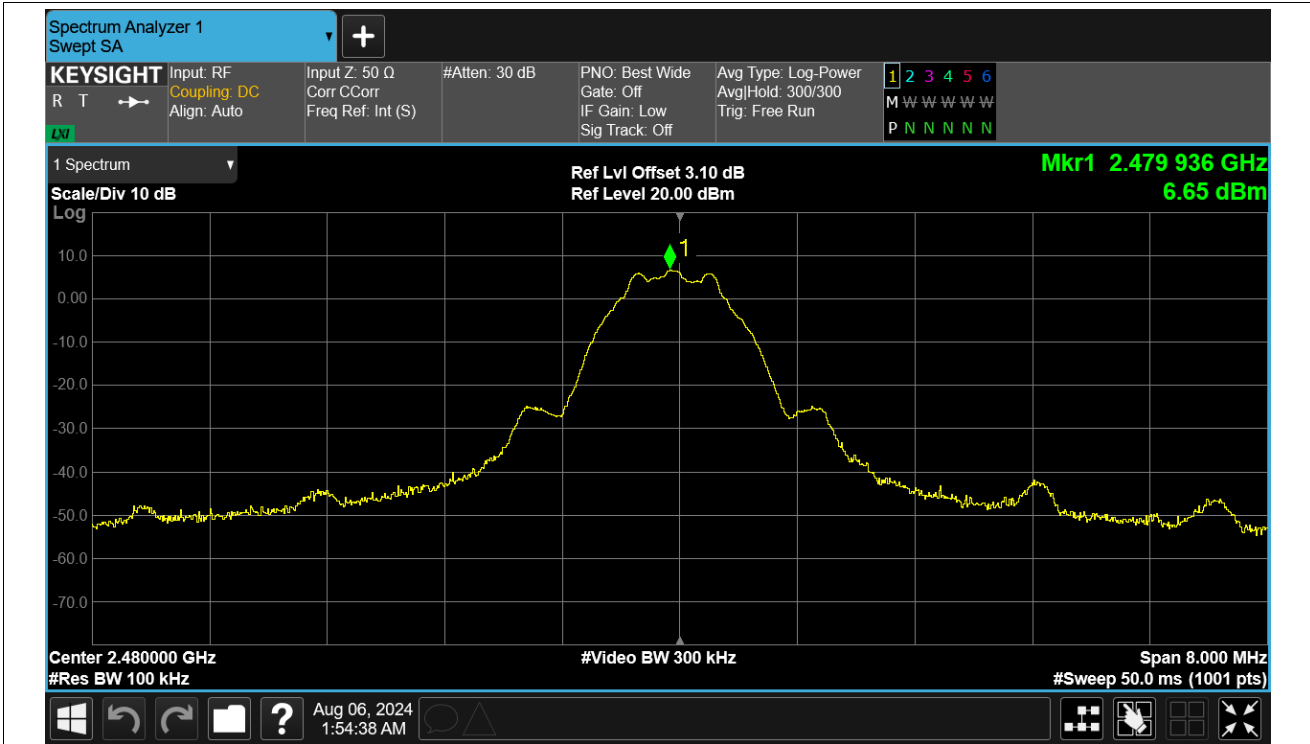 Spectrum Analyzer 1
Swept SA
KEYSIGHT
R T
LXI
Input: RF
Coupling: DC
Align: Auto
Input Z: 50 Ω
Corr CCorr
Freq Ref: Int (S)
#Atten: 30 dB
PNO: Best Wide
Gate: Off
IF Gain: Low
Sig Track: Off
Avg Type: Log-Power
Avg|Hold: 300/300
Trig: Free Run
1 2 3 4 5 6
M W W W W W
P N N N N N
1 Spectrum
Scale/Div 10 dB
Log
Ref Lvl Offset 3.10 dB
Ref Level 20.00 dBm
Mkr1 2.479 936 GHz
6.65 dBm
1
10.0
0.00
-10.0
-20.0
-30.0
-40.0
-50.0
-60.0
-70.0
Center 2.480000 GHz
#Res BW 100 kHz
#Video BW 300 kHz
Span 8.000 MHz
#Sweep 50.0 ms (1001 pts)
?
Aug 06, 2024
1:54:38 AM